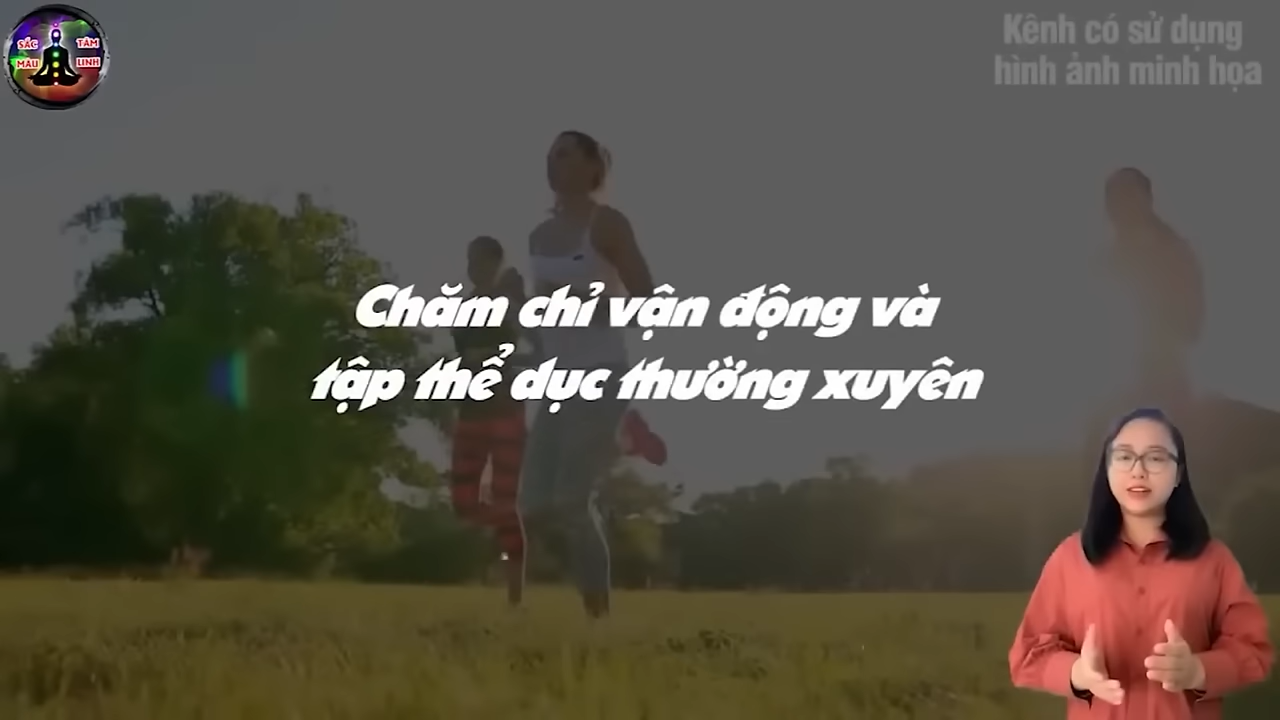 SẮC TÂM
MÀU LINH
Kênh có sử dụng
hình ảnh minh họa
Chăm chỉ vận động và
tập thể dục thường xuyên